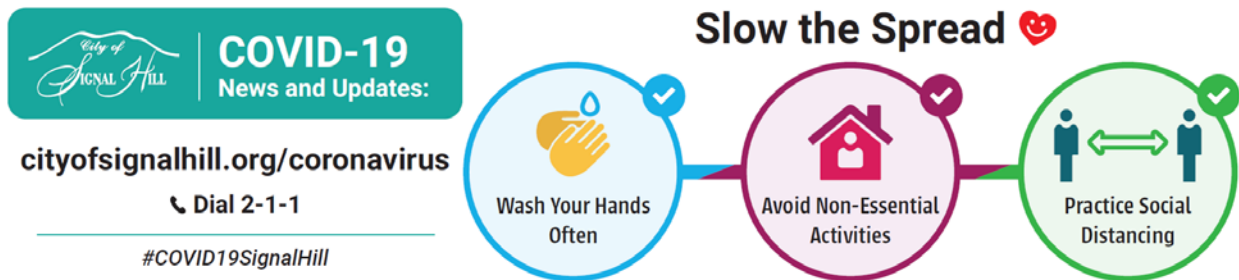 City of
SIGNAL HILL
COVID-19
News and Updates:
cityofsignalhill.org/coronavirus
Dial 2-1-1
#COVID19SignalHill
Slow the Spread
Wash Your Hands
Often
Avoid Non-Essential
Activities
Practice Social
Distancing